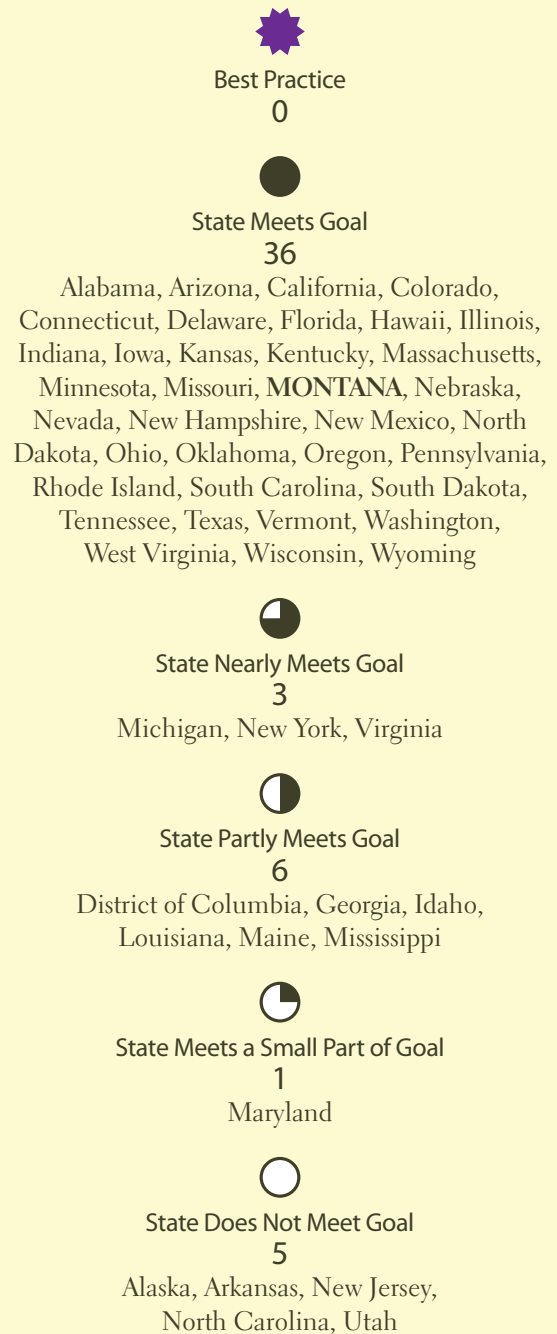 Best Practice
0
State Meets Goal
36
Alabama, Arizona, California, Colorado,
Connecticut, Delaware, Florida, Hawaii, Illinois,
Indiana, Iowa, Kansas, Kentucky, Massachusetts,
Minnesota, Missouri, MONTANA, Nebraska,
Nevada, New Hampshire, New Mexico, North
Dakota, Ohio, Oklahoma, Oregon, Pennsylvania,
Rhode Island, South Carolina, South Dakota,
Tennessee, Texas, Vermont, Washington,
West Virginia, Wisconsin, Wyoming
State Nearly Meets Goal
3
Michigan, New York, Virginia
State Partly Meets Goal
6
District of Columbia, Georgia, Idaho,
Louisiana, Maine, Mississippi
State Meets a Small Part of Goal
1
Maryland
State Does Not Meet Goal
5
Alaska, Arkansas, New Jersey,
North Carolina, Utah